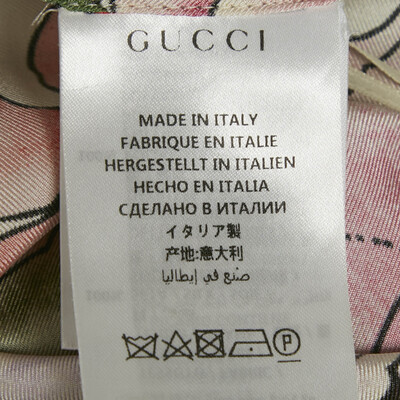 GUCCI
MADE IN ITALY
FABRIQUE EN ITALIE
HERGESTELLT IN ITALIEN
HECHO EN ITALIA
СДЕЛАНО В ИТАЛИИ
イタリア製
产地:意大利
صنع في إيطاليا
P